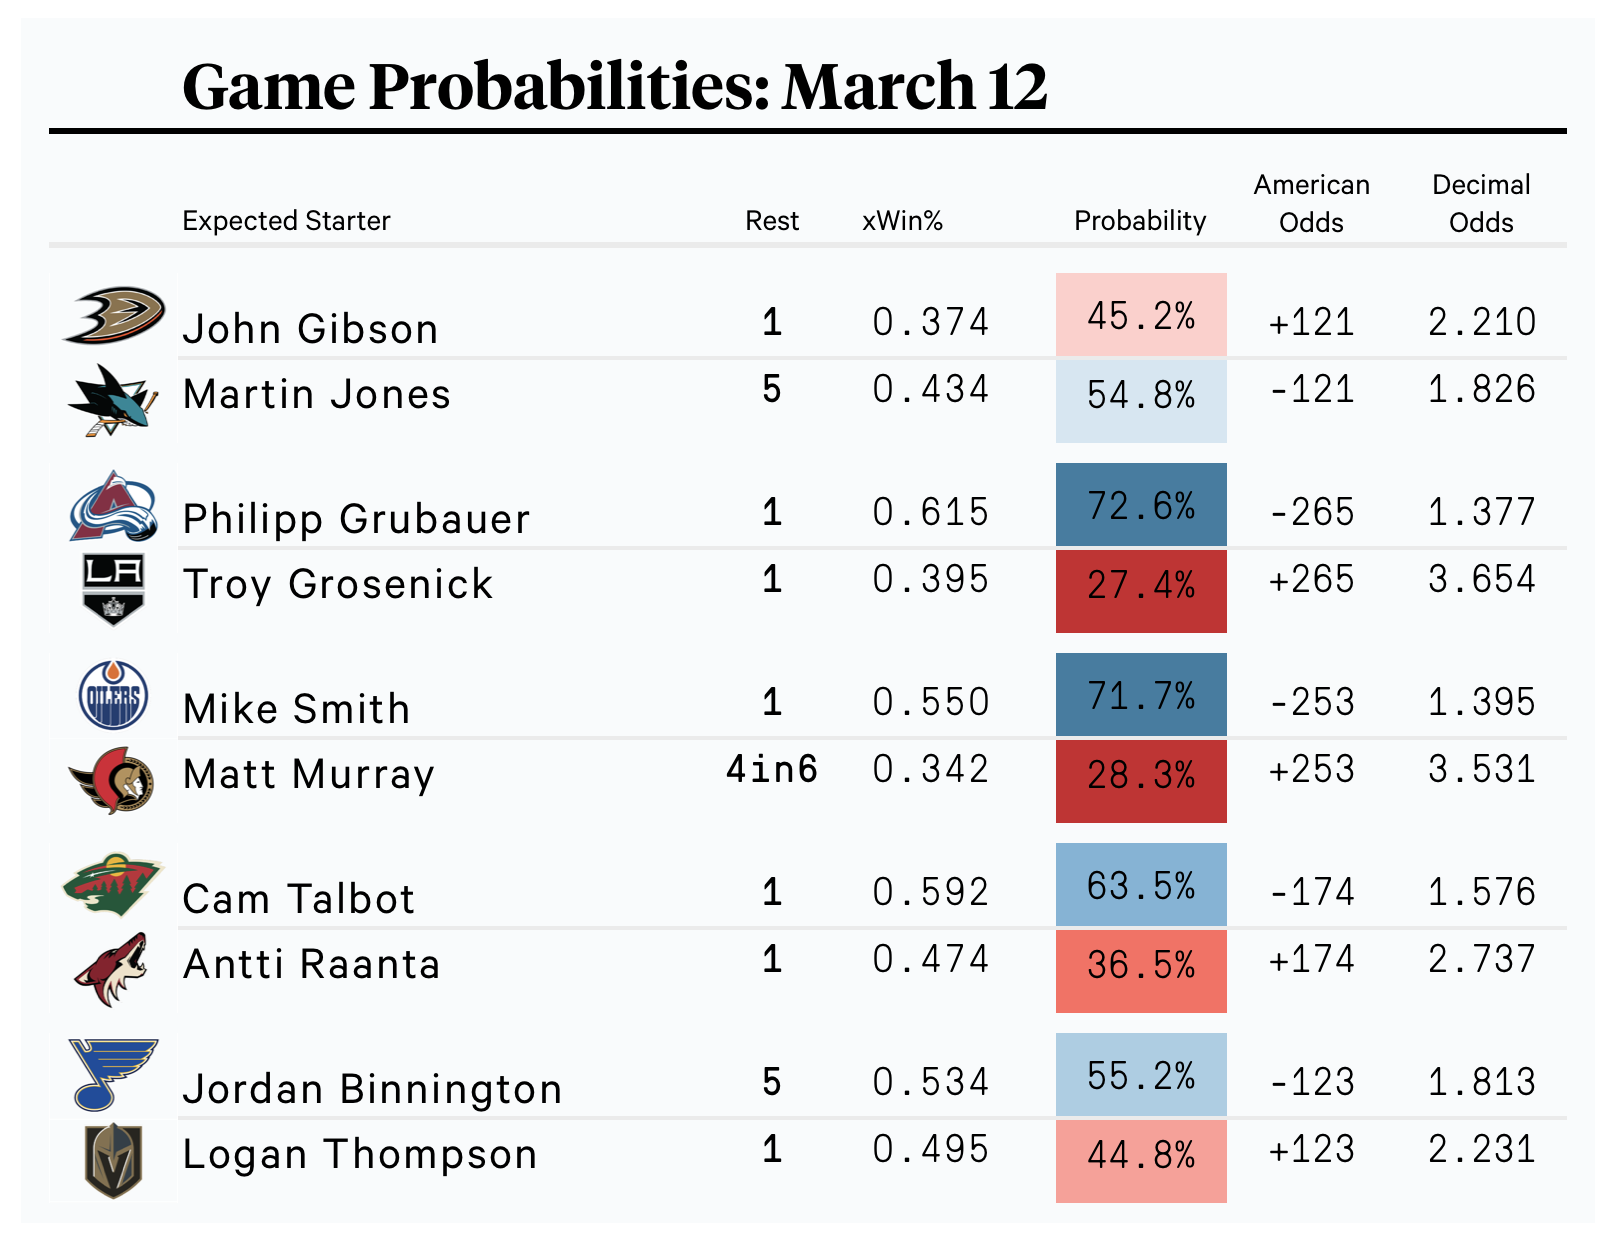 Game Probabilities: March 12
Expected Starter Rest xWin% Probability American Odds Decimal Odds
John Gibson 1 0.374 45.2% +121 2.210
Martin Jones 5 0.434 54.8% -121 1.826
Philipp Grubauer 1 0.615 72.6% -265 1.377
LA Troy Grosenick 1 0.395 27.4% +265 3.654
OILERS Mike Smith 1 0.550 71.7% -253 1.395
Matt Murray 4in6 0.342 28.3% +253 3.531
Cam Talbot 1 0.592 63.5% -174 1.576
Antti Raanta 1 0.474 36.5% +174 2.737
Jordan Binnington 5 0.534 55.2% -123 1.813
Logan Thompson 1 0.495 44.8% +123 2.231